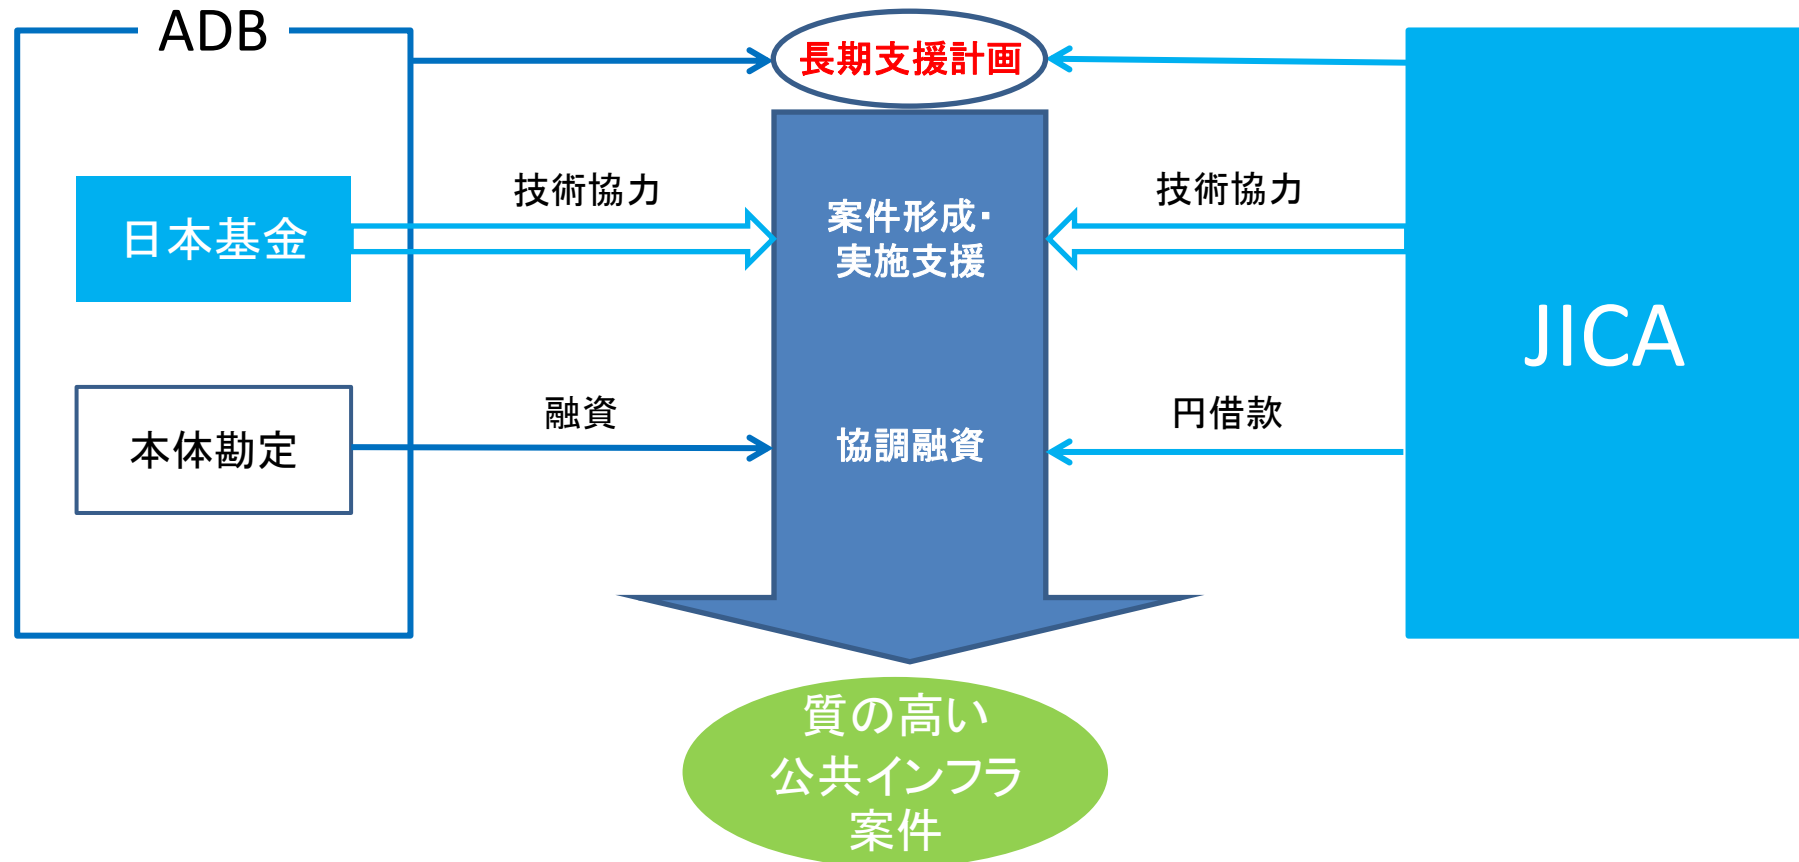 ADB
長期支援計画
技術協力
技術協力
日本基金
案件形成・
実施支援
JICA
融資
円借款
本体勘定
協調融資
質の高い
公共インフラ
案件